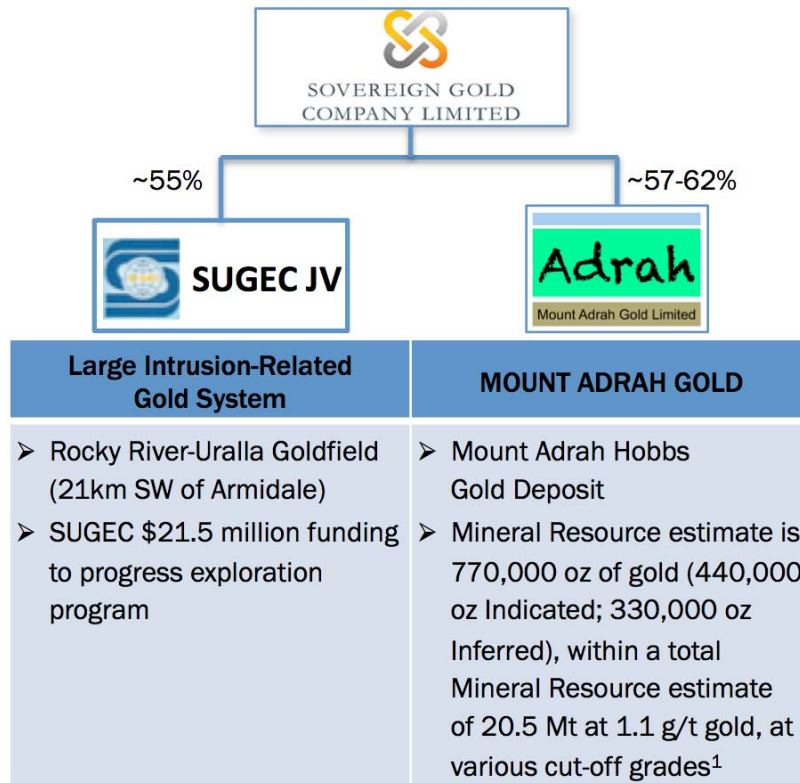 SOVEREIGN GOLD
COMPANY LIMITED
~55%
~57-62%
SUGEC JV
Adrah
Mount Adrah Gold Limited
Large Intrusion-Related
Gold System
➢ Rocky River-Uralla Goldfield
(21km SW of Armidale)
➢ SUGEC $21.5 million funding
to progress exploration
program
MOUNT ADRAH GOLD
➢ Mount Adrah Hobbs
Gold Deposit
➢ Mineral Resource estimate is
770,000 oz of gold (440,000
oz Indicated; 330,000 oz
Inferred), within a total
Mineral Resource estimate
of 20.5 Mt at 1.1 g/t gold, at
various cut-off grades¹